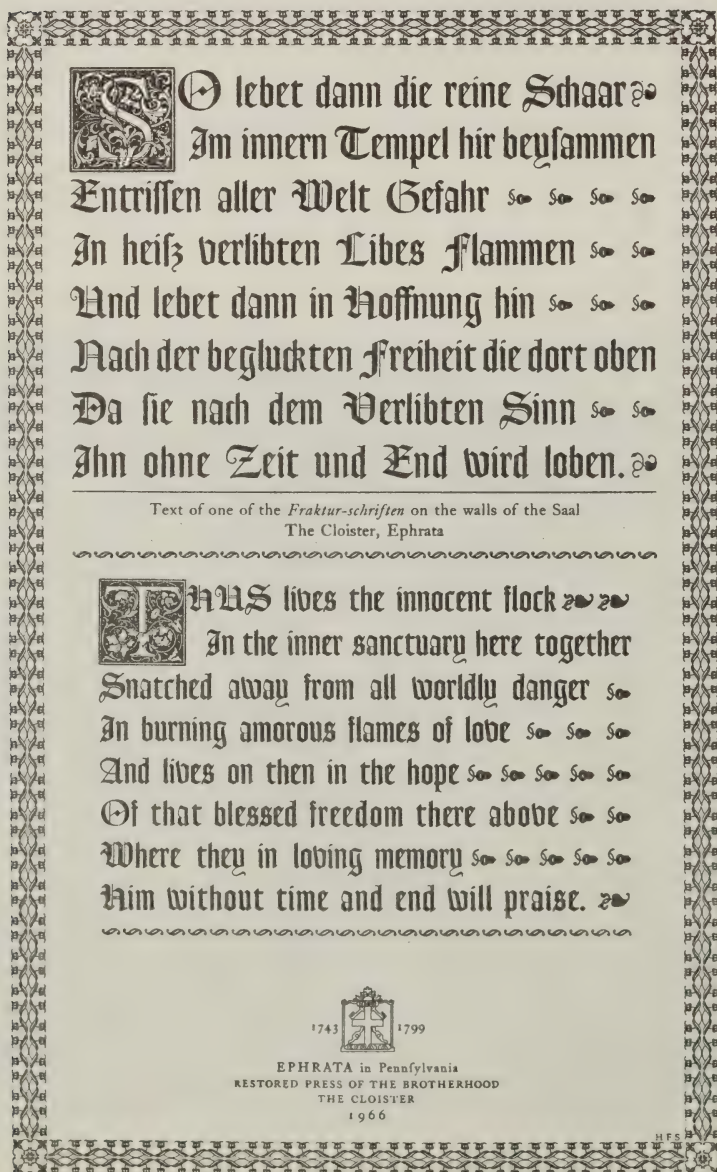 SO lebet dann die reine Schaar
Im innern Tempel hir beyſammen
Entriſſen aller Welt Gefahr
In heiſz verlibten Libes Flammen
Und lebet dann in Hoffnung hin
Nach der begluckten Freiheit die dort oben
Da ſie nach dem Verlibten Sinn
Ihn ohne Zeit und End wird loben.
Text of one of the Fraktur-schriften on the walls of the Saal
The Cloister, Ephrata
THUS lives the innocent flock
In the inner sanctuary here together
Snatched away from all worldly danger
In burning amorous flames of love
And lives on then in the hope
Of that blessed freedom there above
Where they in loving memory
Him without time and end will praise.
1743 1799
EPHRATA in Pennſylvania
RESTORED PRESS OF THE BROTHERHOOD
THE CLOISTER
1966
HFS